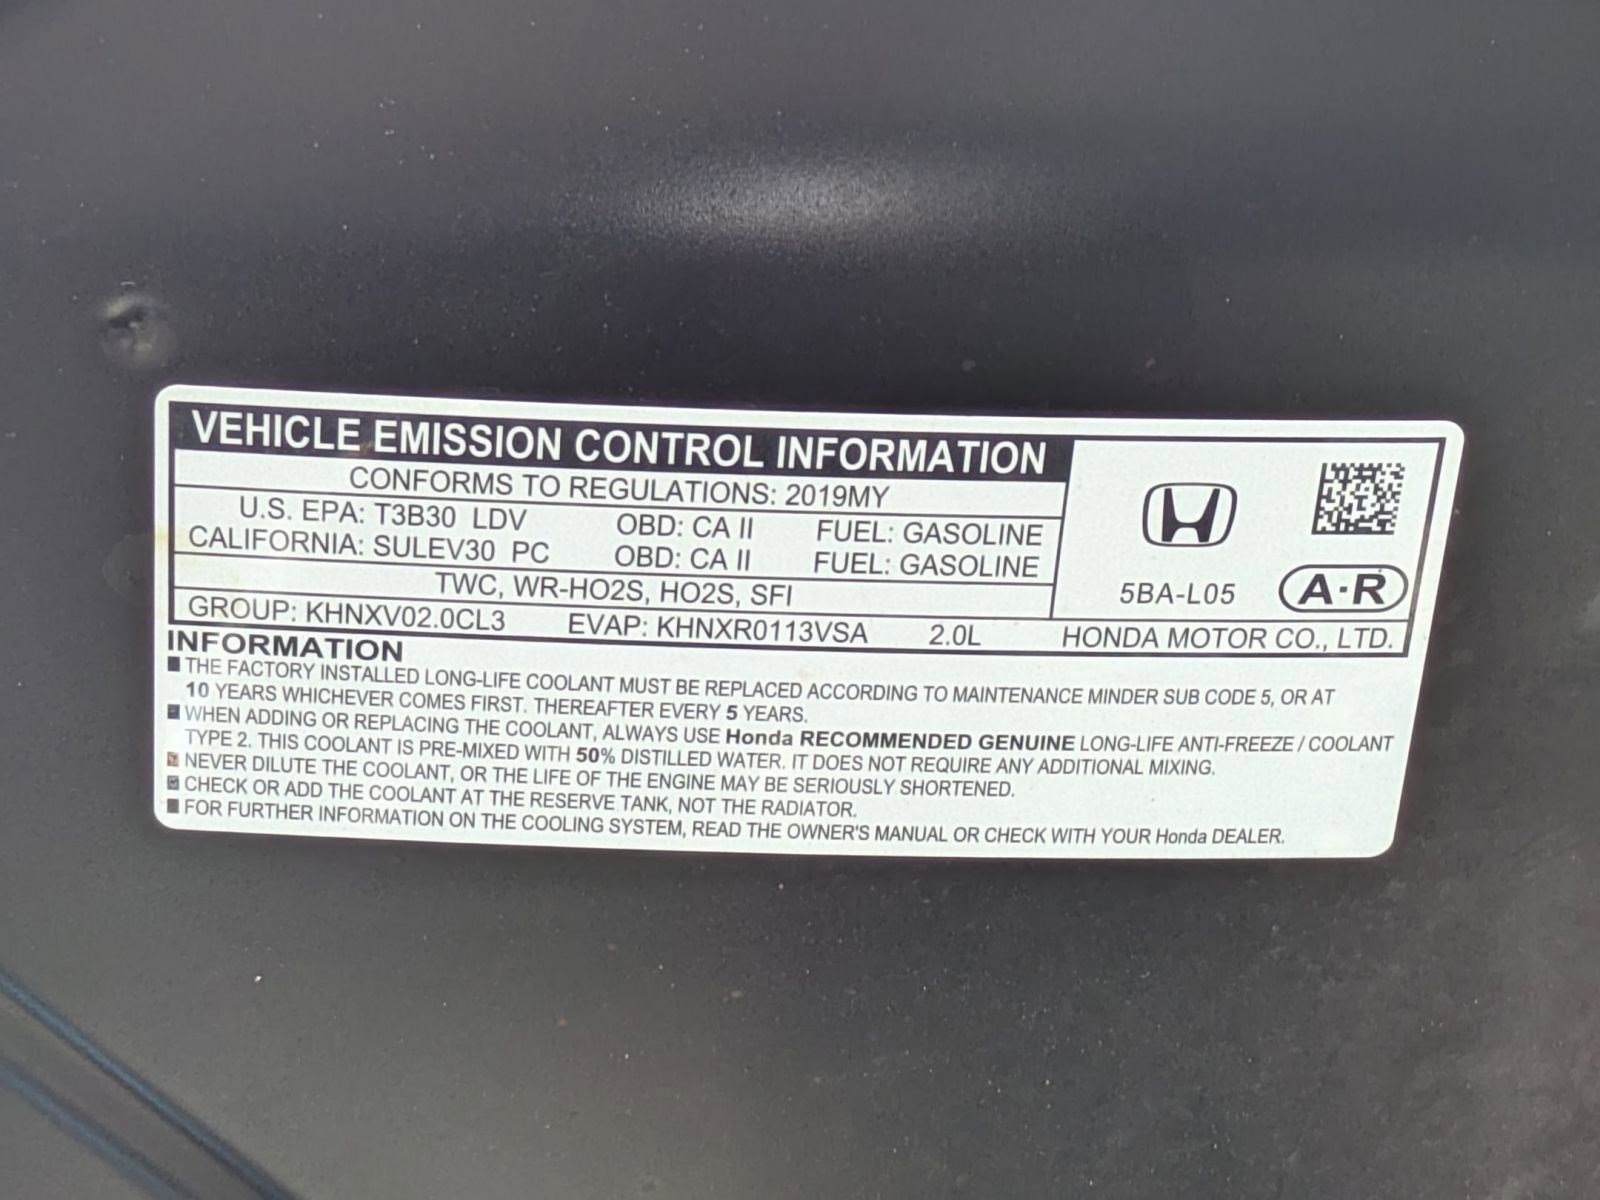 VEHICLE EMISSION CONTROL INFORMATION
CONFORMS TO REGULATIONS: 2019MY
U.S. EPA: T3B30 LDV OBD: CA II FUEL: GASOLINE
CALIFORNIA: SULEV30 PC OBD: CA II FUEL: GASOLINE
TWC, WR-HO2S, HO2S, SFI
5BA-L05 A·R
GROUP: KHNXV02.0CL3 EVAP: KHNXR0113VSA 2.0L HONDA MOTOR CO., LTD.
INFORMATION
■ THE FACTORY INSTALLED LONG-LIFE COOLANT MUST BE REPLACED ACCORDING TO MAINTENANCE MINDER SUB CODE 5, OR AT
10 YEARS WHICHEVER COMES FIRST. THEREAFTER EVERY 5 YEARS.
■ WHEN ADDING OR REPLACING THE COOLANT, ALWAYS USE Honda RECOMMENDED GENUINE LONG-LIFE ANTI-FREEZE / COOLANT
TYPE 2. THIS COOLANT IS PRE-MIXED WITH 50% DISTILLED WATER. IT DOES NOT REQUIRE ANY ADDITIONAL MIXING.
■ NEVER DILUTE THE COOLANT, OR THE LIFE OF THE ENGINE MAY BE SERIOUSLY SHORTENED.
■ CHECK OR ADD THE COOLANT AT THE RESERVE TANK, NOT THE RADIATOR.
■ FOR FURTHER INFORMATION ON THE COOLING SYSTEM, READ THE OWNER'S MANUAL OR CHECK WITH YOUR Honda DEALER.